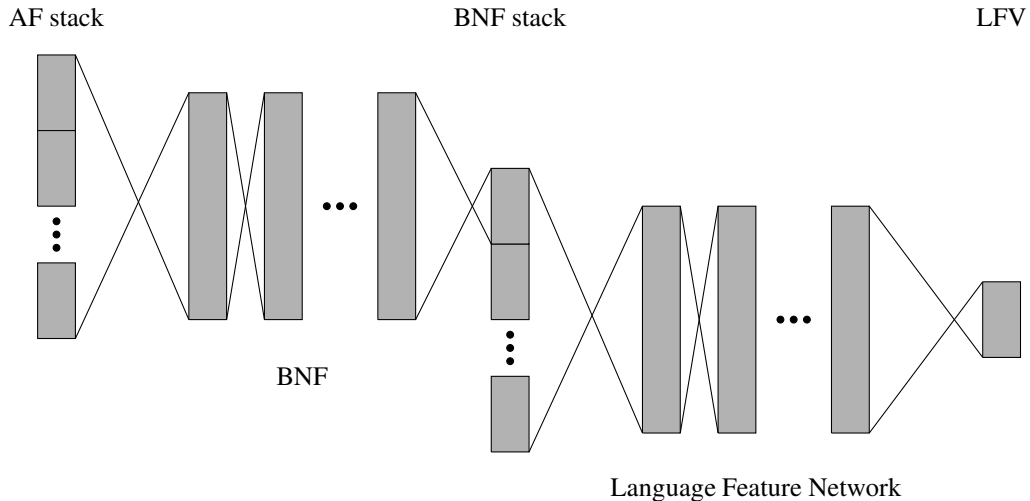 AF stack
BNF stack
LFV
BNF
Language Feature Network